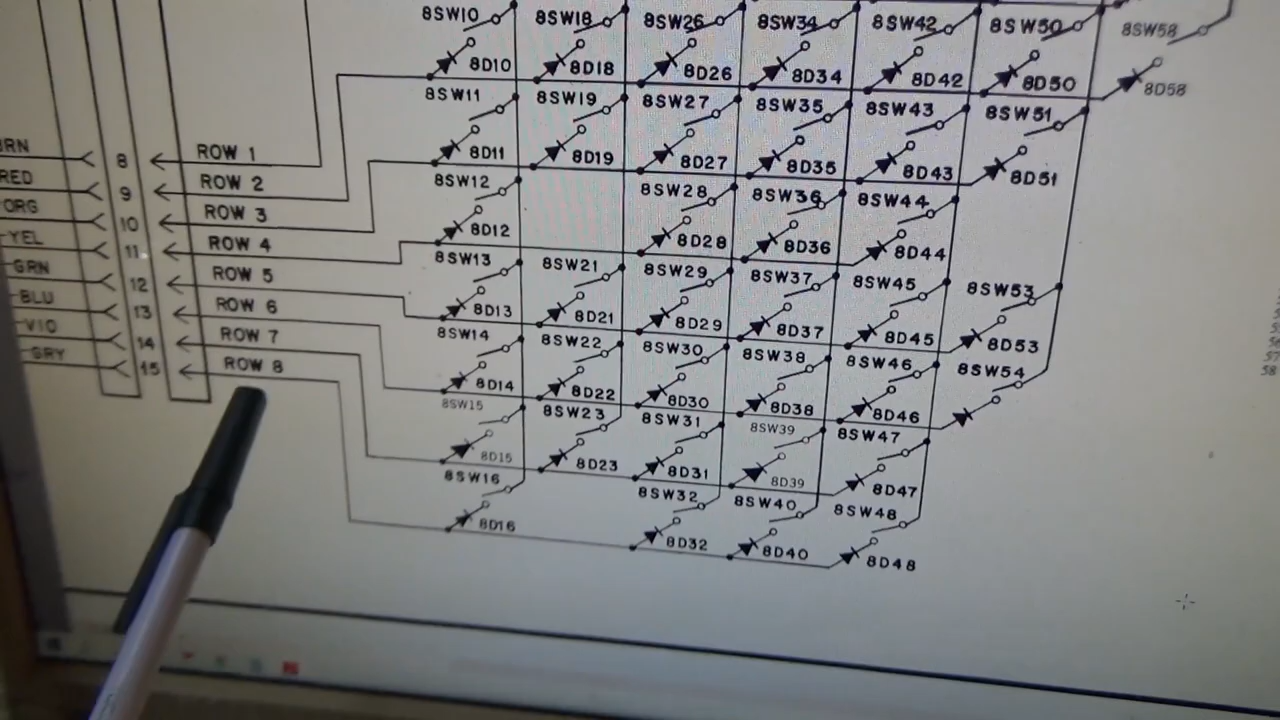 8SW10 8SW18 8SW26 8SW34 8SW42 8SW50 8SW58
8D10 8D18 8D26 8D34 8D42 8D50 8D58
8SW11 8SW19 8SW27 8SW35 8SW43 8SW51
8D11 8D19 8D27 8D35 8D43 8D51
8SW12 8SW28 8SW36 8SW44
8D12 8D28 8D36 8D44
8SW13 8SW21 8SW29 8SW37 8SW45 8SW53
8D13 8D21 8D29 8D37 8D45 8D53
8SW14 8SW22 8SW30 8SW38 8SW46 8SW54
8D14 8D22 8D30 8D38 8D46
8SW15 8SW23 8SW31 8SW39 8SW47
8D15 8D23 8D31 8D39 8D47
8SW16 8SW32 8SW40 8SW48
8D16 8D32 8D40 8D48
BRN 8 ROW 1
RED 9 ROW 2
ORG 10 ROW 3
YEL 11 ROW 4
GRN 12 ROW 5
BLU 13 ROW 6
VIO 14 ROW 7
GRY 15 ROW 8
58